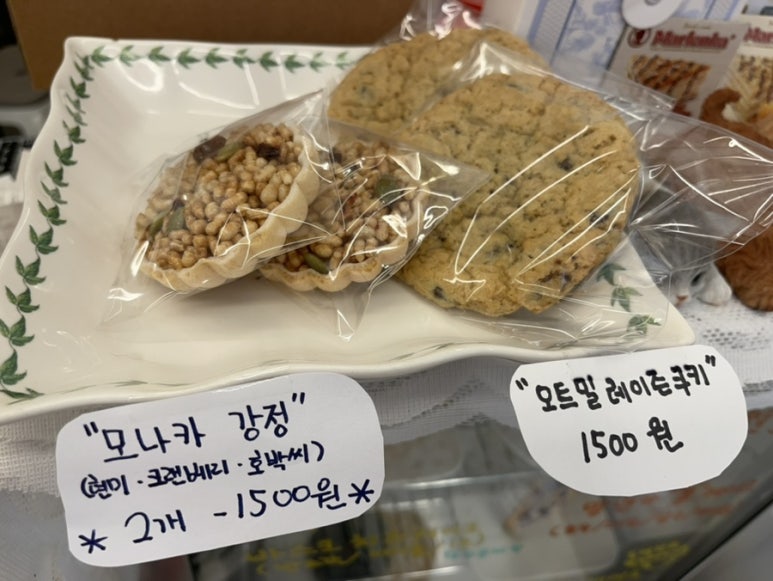 "모나카 강정"
(현미 · 크랜베리 · 호박씨)
* 2개 - 1500원 *
"오트밀 레이즌쿠키"
1500 원